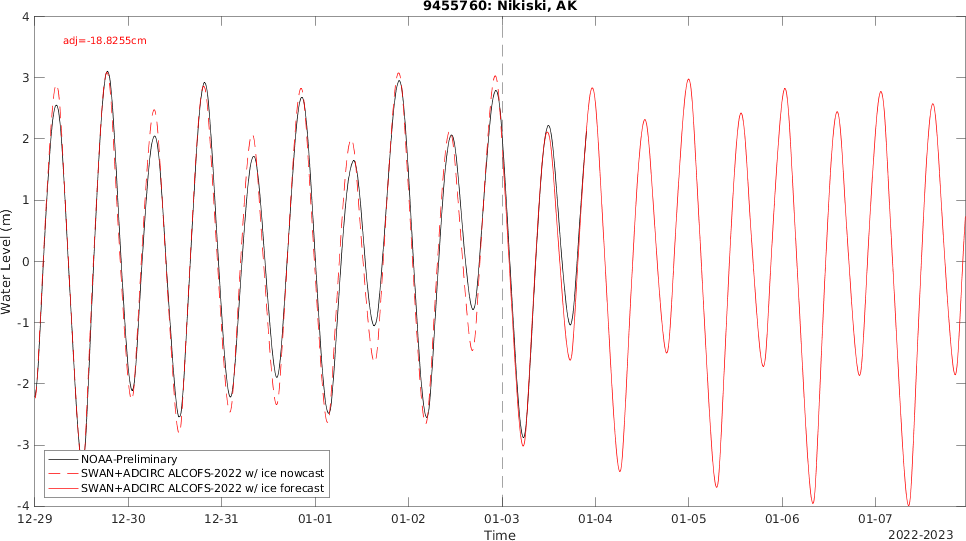 9455760: Nikiski, AK
adj=-18.8255cm
4
3
2
1
0
-1
-2
-3
-4
Water Level (m)
NOAA-Preliminary
SWAN+ADCIRC ALCOFS-2022 w/ ice nowcast
SWAN+ADCIRC ALCOFS-2022 w/ ice forecast
12-29 12-30 12-31 01-01 01-02 01-03 01-04 01-05 01-06 01-07
Time
2022-2023